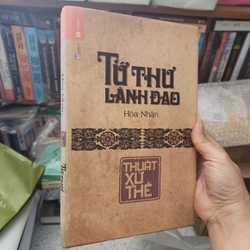 TỨ THƯ
LÃNH ĐẠO
Hòa Nhân
THUẬT
XỬ
THẾ